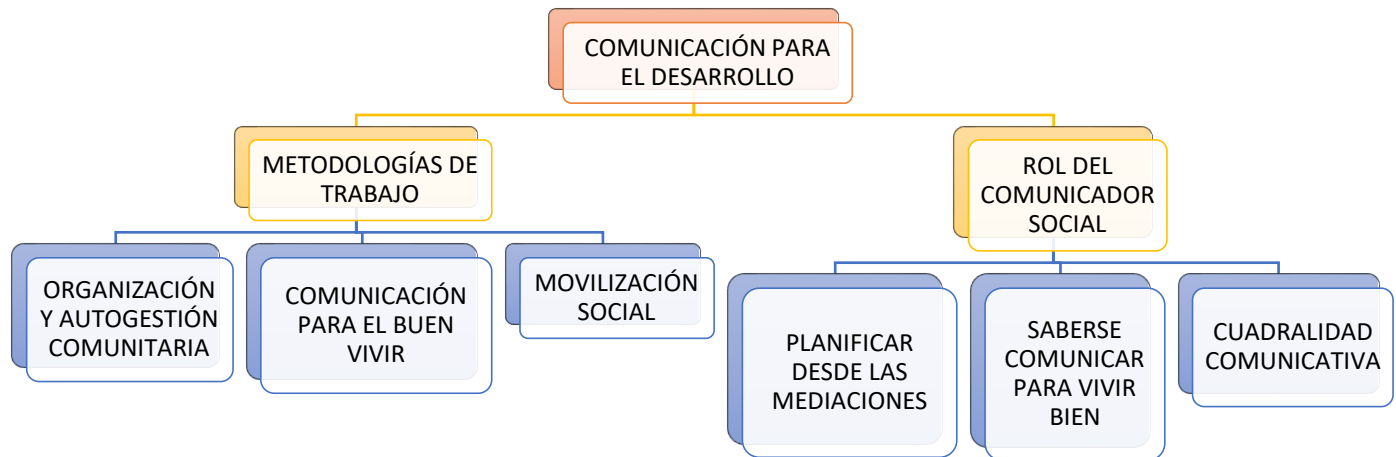 COMUNICACIÓN PARA
EL DESARROLLO
METODOLOGÍAS DE
TRABAJO
ROL DEL
COMUNICADOR
SOCIAL
ORGANIZACIÓN
Y AUTOGESTIÓN
COMUNITARIA
COMUNICACIÓN
PARA EL BUEN
VIVIR
MOVILIZACIÓN
SOCIAL
PLANIFICAR
DESDE LAS
MEDIACIONES
SABERSE
COMUNICAR
PARA VIVIR
BIEN
CUADRALIDAD
COMUNICATIVA